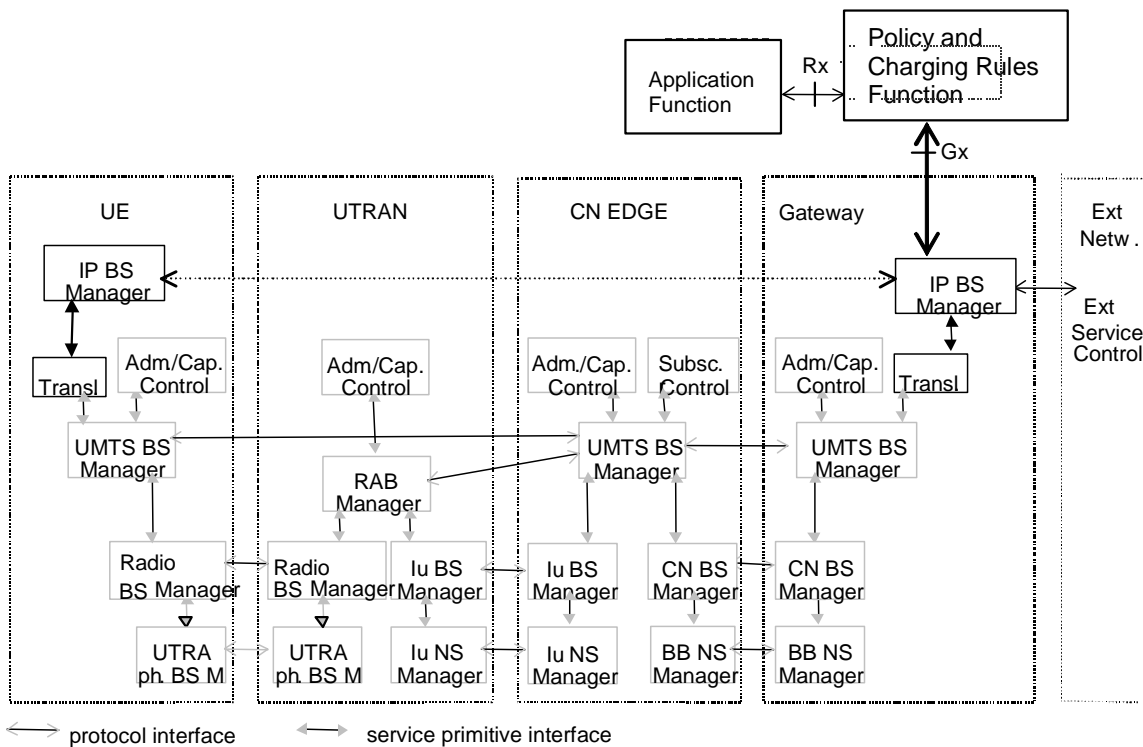 Policy and
Charging Rules
Function
Rx
Application
Function
Gx
UE
UTRAN
CN EDGE
Gateway
Ext
Netw .
IP BS
Manager
IP BS
Manager
Ext
Service
Control
Transl
Adm/Cap.
Control
Adm/Cap.
Control
Adm./Cap.
Control
Subsc.
Control
Adm/Cap.
Control
Transl
UMTS BS
Manager
UMTS BS
Manager
UMTS BS
Manager
RAB
Manager
Radio
BS Manager
Radio
BS Manager
Iu BS
Manager
Iu BS
Manager
CN BS
Manager
CN BS
Manager
UTRA
ph. BS M
UTRA
ph. BS M
Iu NS
Manager
Iu NS
Manager
BB NS
Manager
BB NS
Manager
protocol interface
service primitive interface